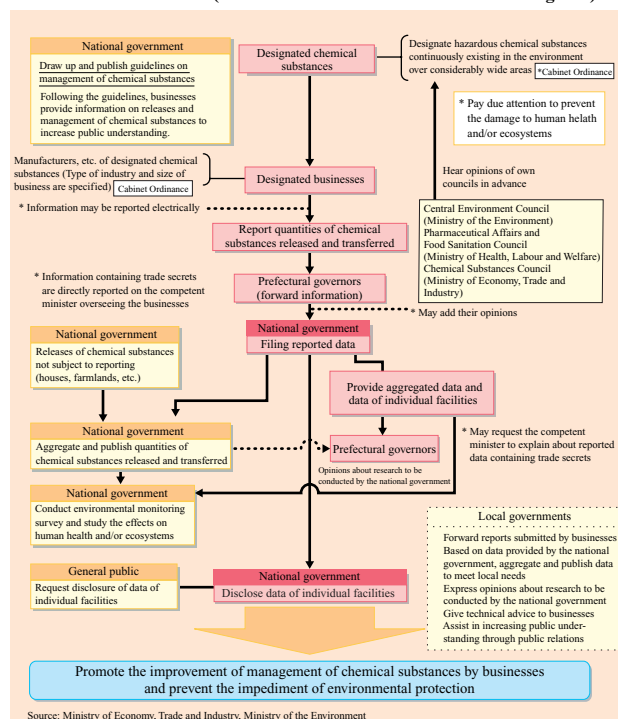 National government
Draw up and publish guidelines on
management of chemical substances
Following the guidelines, businesses
provide information on releases and
management of chemical substances to
increase public understanding.
Designated chemical
substances
Designate hazardous chemical substances
continuously existing in the environment
over considerably wide areas *Cabinet Ordinance
* Pay due attention to prevent
the damage to human helath
and/or ecosystems
Manufacturers, etc. of designated chemical
substances (Type of industry and size of
business are specified) Cabinet Ordinance
Designated businesses
Hear opinions of own
councils in advance
* Information may be reported electrically
Central Environment Council
(Ministry of the Environment)
Pharmaceutical Affairs and
Food Sanitation Council
(Ministry of Health, Labour and Welfare)
Chemical Substances Council
(Ministry of Economy, Trade and
Industry)
Report quantities of chemical
substances released and transferred
* Information containing trade secrets
are directly reported on the competent
minister overseeing the businesses
Prefectural governors
(forward information)
* May add their opinions
National government
Filing reported data
National government
Releases of chemical substances
not subject to reporting
(houses, farmlands, etc.)
Provide aggregated data and
data of individual facilities
National government
Aggregate and publish quantities of
chemical substances released and transferred
Prefectural governors
* May request the competent
minister to explain about reported
data containing trade secrets
Opinions about research to be
conducted by the national government
National government
Conduct environmental monitoring
survey and study the effects on
human health and/or ecosystems
Local governments
Forward reports submitted by businesses
Based on data provided by the national
government, aggregate and publish data
to meet local needs
Express opinions about research to be
conducted by the national government
Give technical advice to businesses
Assist in increasing public under-
standing through public relations
General public
Request disclosure of data of
individual facilities
National government
Disclose data of individual facilities
Promote the improvement of management of chemical substances by businesses
and prevent the impediment of environmental protection
Source: Ministry of Economy, Trade and Industry, Ministry of the Environment